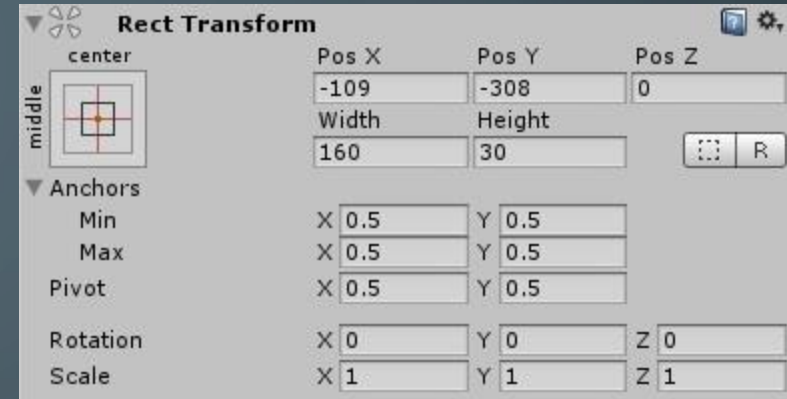 Rect Transform
center Pos X Pos Y Pos Z
middle -109 -308 0
Width Height
160 30 R
Anchors
Min X 0.5 Y 0.5
Max X 0.5 Y 0.5
Pivot X 0.5 Y 0.5
Rotation X 0 Y 0 Z 0
Scale X 1 Y 1 Z 1